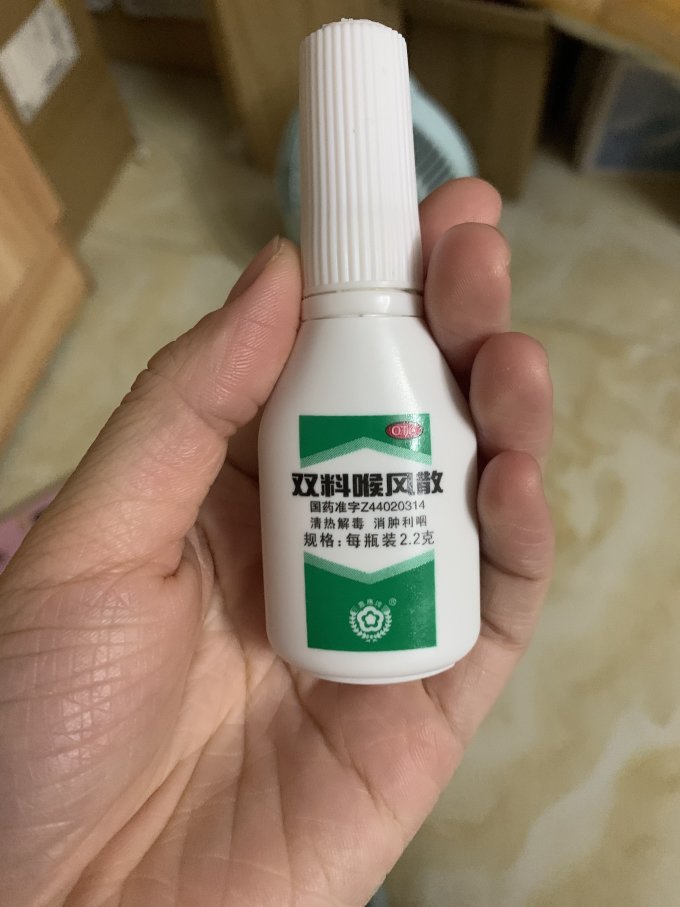 OTC
双料喉风散
国药准字Z44020314
清热解毒 消肿利咽
规格：每瓶装2.2克
®